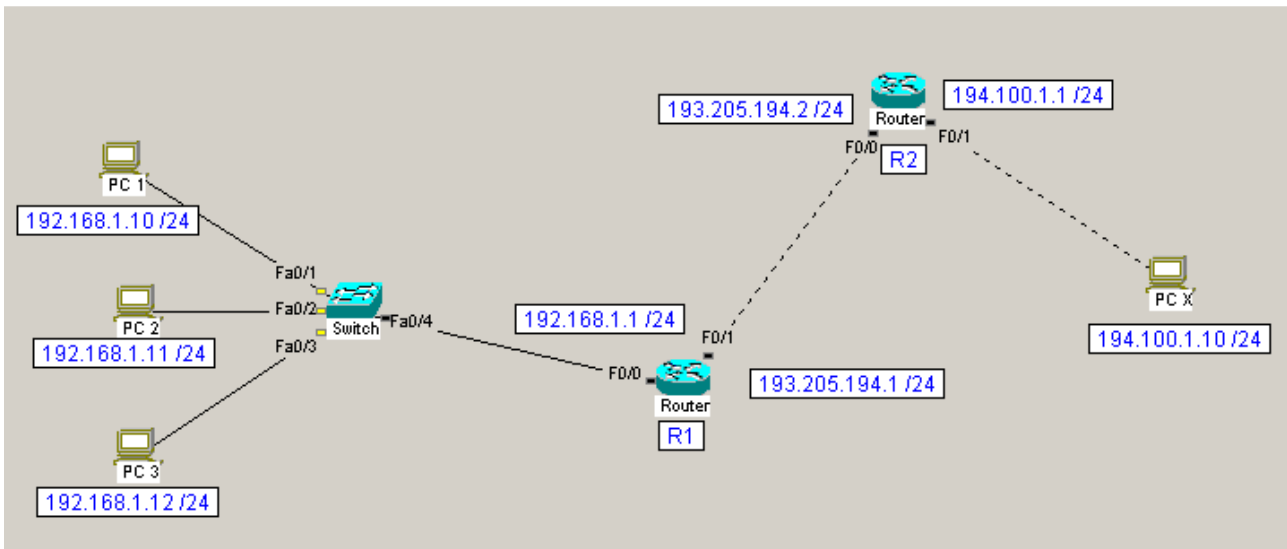 193.205.194.2 /24
Router
194.100.1.1 /24
F0/0
F0/1
R2
PC 1
192.168.1.10 /24
Fa0/1
PC 2
192.168.1.11 /24
Fa0/2
Switch
Fa0/4
Fa0/3
192.168.1.1 /24
F0/1
F0/0
Router
193.205.194.1 /24
R1
PC X
194.100.1.10 /24
PC 3
192.168.1.12 /24